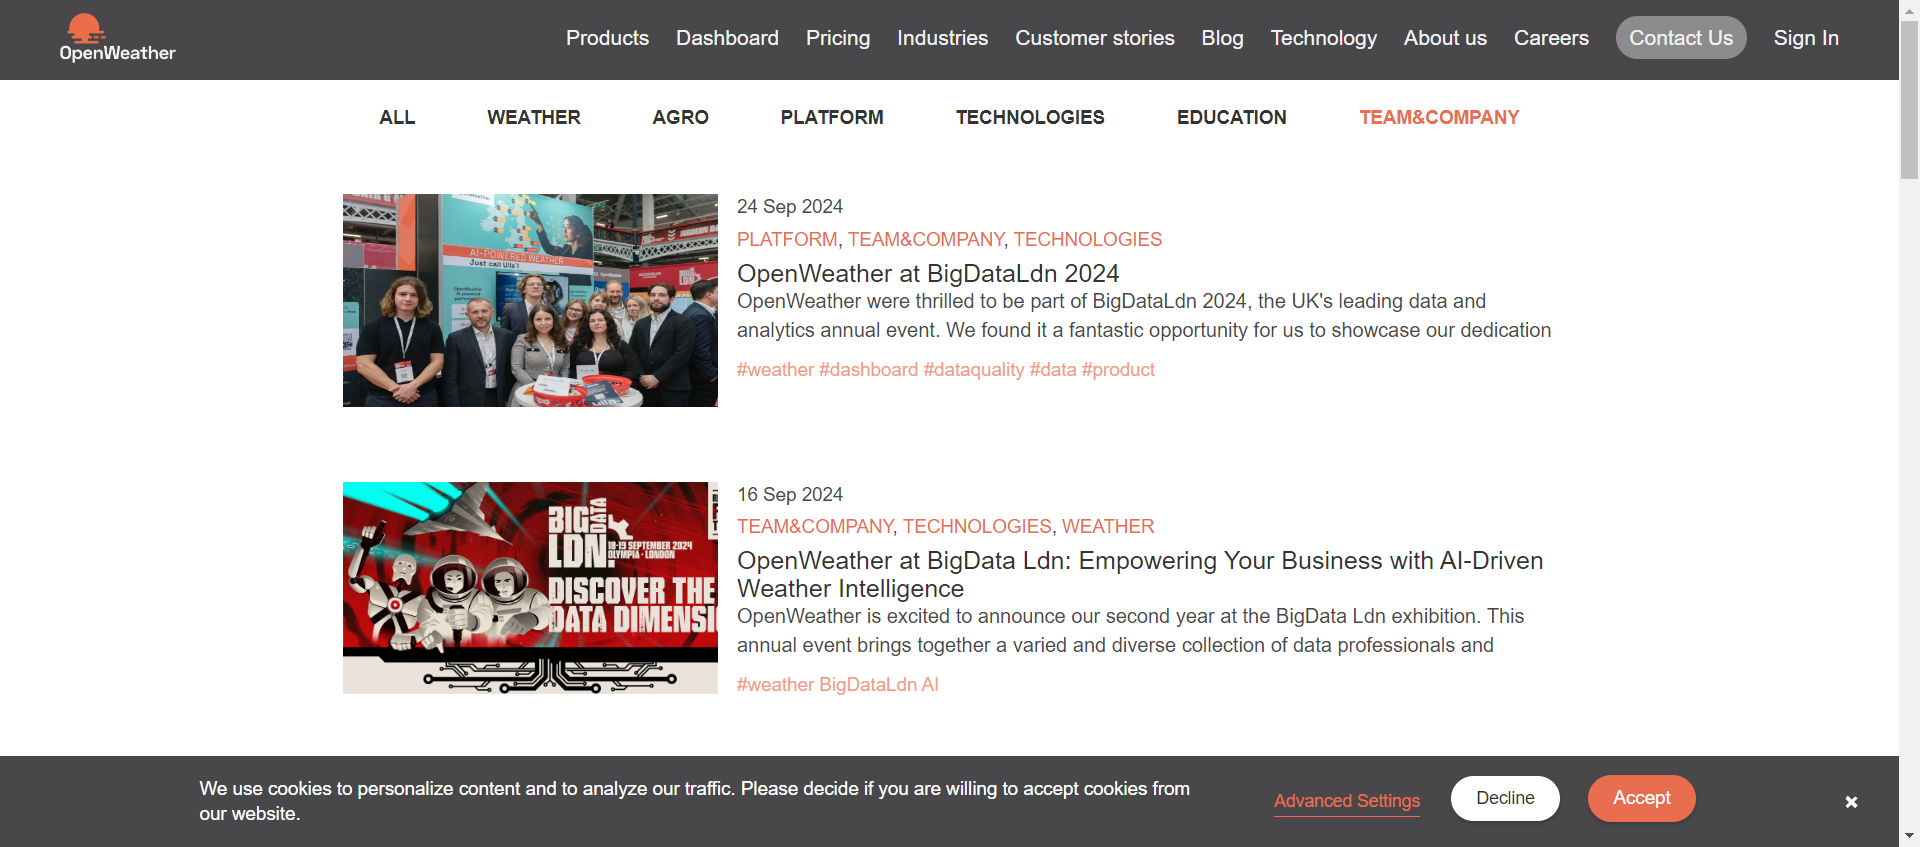 OpenWeather
Products Dashboard Pricing Industries Customer stories Blog Technology About us Careers Contact Us Sign In
ALL WEATHER AGRO PLATFORM TECHNOLOGIES EDUCATION TEAM&COMPANY
AI-POWERED WEATHER
Just call Ulla!
BIG
LDN
24 Sep 2024
PLATFORM, TEAM&COMPANY, TECHNOLOGIES
OpenWeather at BigDataLdn 2024
OpenWeather were thrilled to be part of BigDataLdn 2024, the UK's leading data and
analytics annual event. We found it a fantastic opportunity for us to showcase our dedication
#weather #dashboard #dataquality #data #product
BIG DATA
LDN.
18-19 SEPTEMBER 2024
OLYMPIA · LONDON
DISCOVER THE
DATA DIMENSI
16 Sep 2024
TEAM&COMPANY, TECHNOLOGIES, WEATHER
OpenWeather at BigData Ldn: Empowering Your Business with AI-Driven
Weather Intelligence
OpenWeather is excited to announce our second year at the BigData Ldn exhibition. This
annual event brings together a varied and diverse collection of data professionals and
#weather BigDataLdn AI
We use cookies to personalize content and to analyze our traffic. Please decide if you are willing to accept cookies from
our website.
Advanced Settings Decline Accept